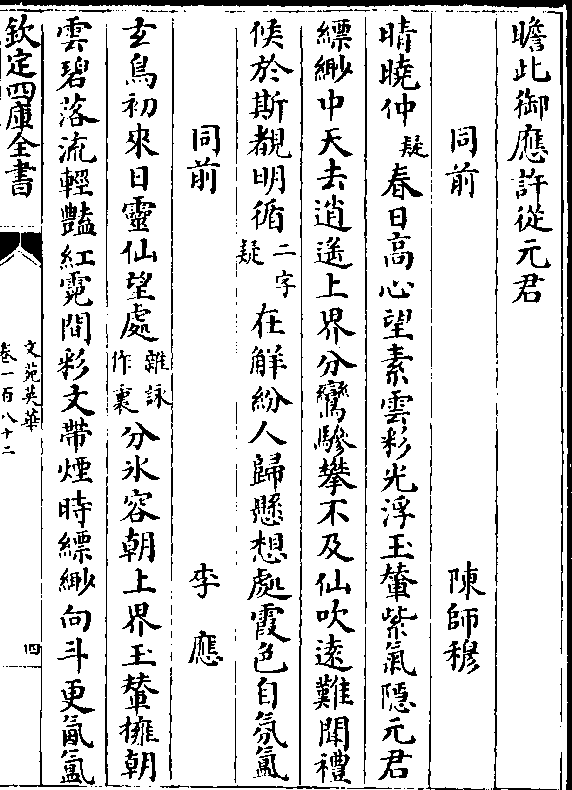 瞻此御應許從元君
同前 陳師穆
晴曉仲疑春日高心望素雲彩光浮玉輦紫氣隱元君
縹緲中天去逍遙上界分鸞驂攀不及仙吹遠難聞禮
候於斯覩明循二字疑在解紛人歸懸想處霞色自氛氳
同前 李應
玄鳥初來日靈仙望處雜詠作裏分氷容朝上界玉輦擁朝
雲碧落流輕豔紅霓間彩文帶煙時縹緲向斗更氤氳
欽定四庫全書 文苑英華 卷一百八十二 四